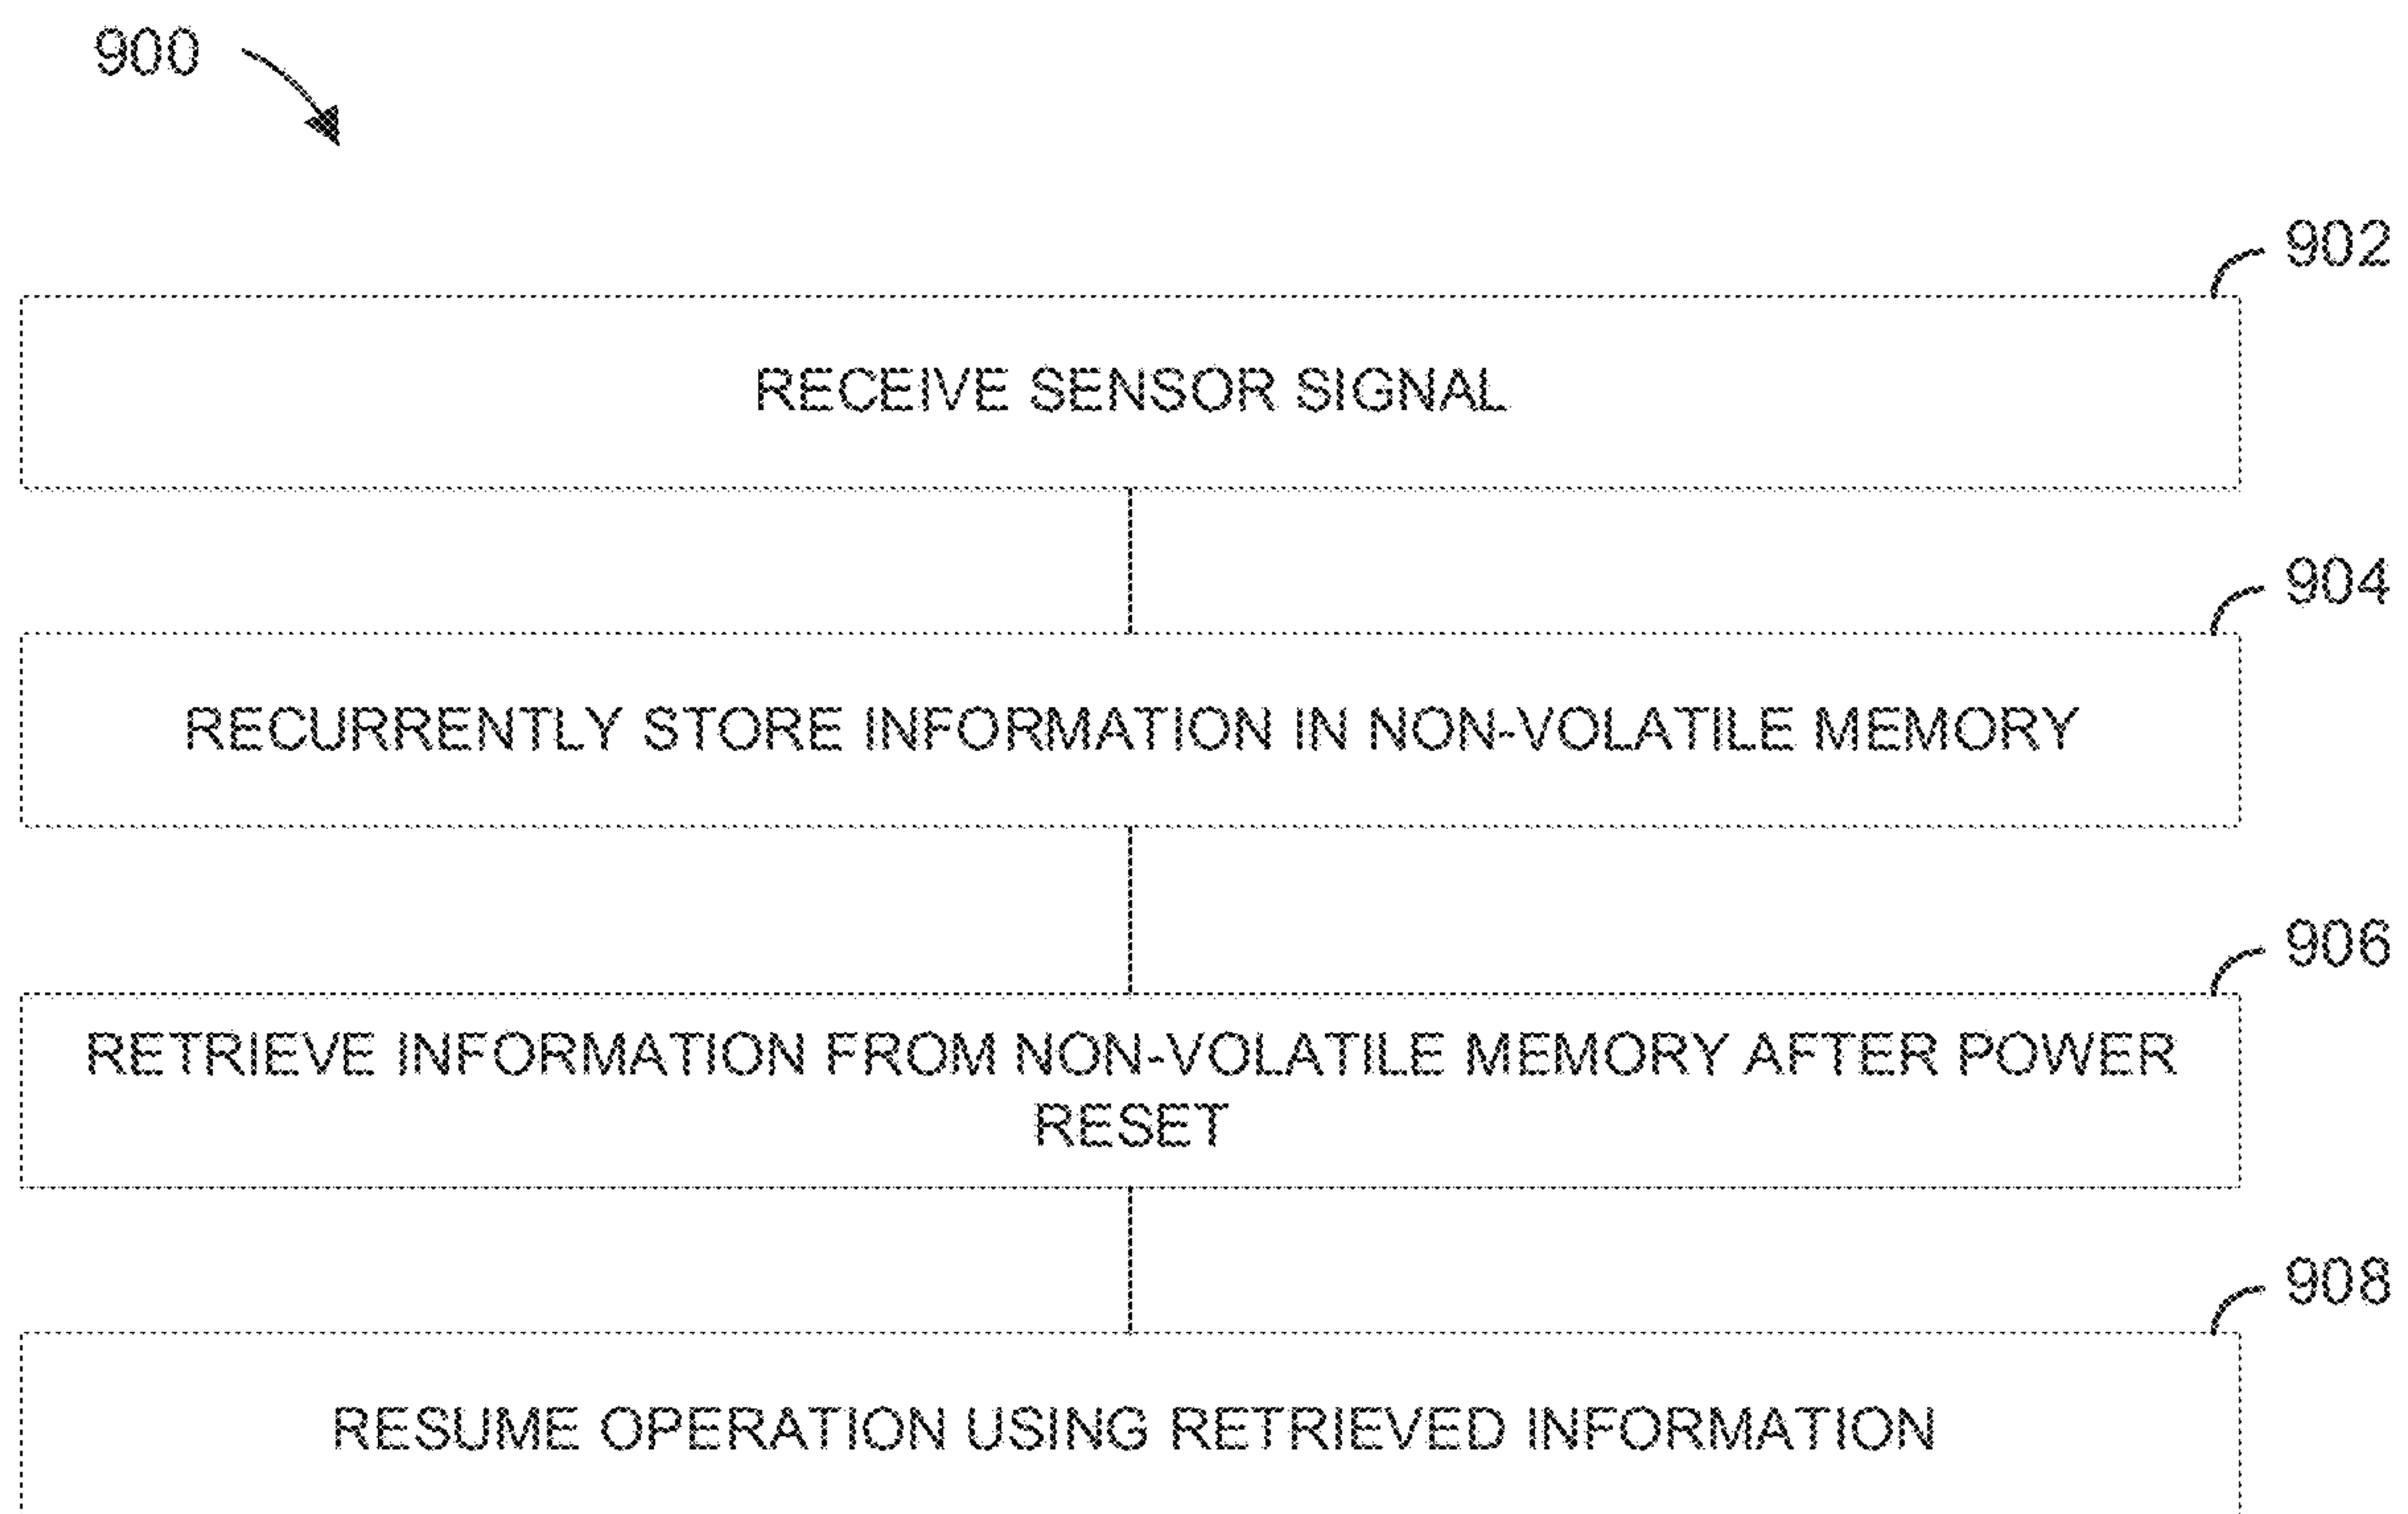 900
902
RECEIVE SENSOR SIGNAL
904
RECURRENTLY STORE INFORMATION IN NON-VOLATILE MEMORY
906
RETRIEVE INFORMATION FROM NON-VOLATILE MEMORY AFTER POWER
RESET
908
RESUME OPERATION USING RETRIEVED INFORMATION